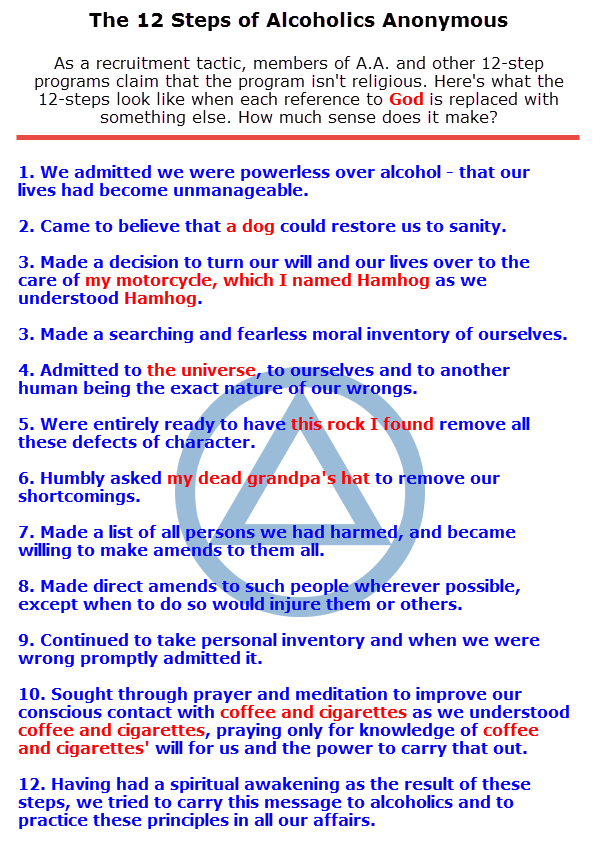 The 12 Steps of Alcoholics Anonymous
As a recruitment tactic, members of A.A. and other 12-step
programs claim that the program isn't religious. Here's what the
12-steps look like when each reference to God is replaced with
something else. How much sense does it make?
1. We admitted we were powerless over alcohol - that our
lives had become unmanageable.
2. Came to believe that a dog could restore us to sanity.
3. Made a decision to turn our will and our lives over to the
care of my motorcycle, which I named Hamhog as we
understood Hamhog.
3. Made a searching and fearless moral inventory of ourselves.
4. Admitted to the universe, to ourselves and to another
human being the exact nature of our wrongs.
5. Were entirely ready to have this rock I found remove all
these defects of character.
6. Humbly asked my dead grandpa's hat to remove our
shortcomings.
7. Made a list of all persons we had harmed, and became
willing to make amends to them all.
8. Made direct amends to such people wherever possible,
except when to do so would injure them or others.
9. Continued to take personal inventory and when we were
wrong promptly admitted it.
10. Sought through prayer and meditation to improve our
conscious contact with coffee and cigarettes as we understood
coffee and cigarettes, praying only for knowledge of coffee
and cigarettes' will for us and the power to carry that out.
12. Having had a spiritual awakening as the result of these
steps, we tried to carry this message to alcoholics and to
practice these principles in all our affairs.